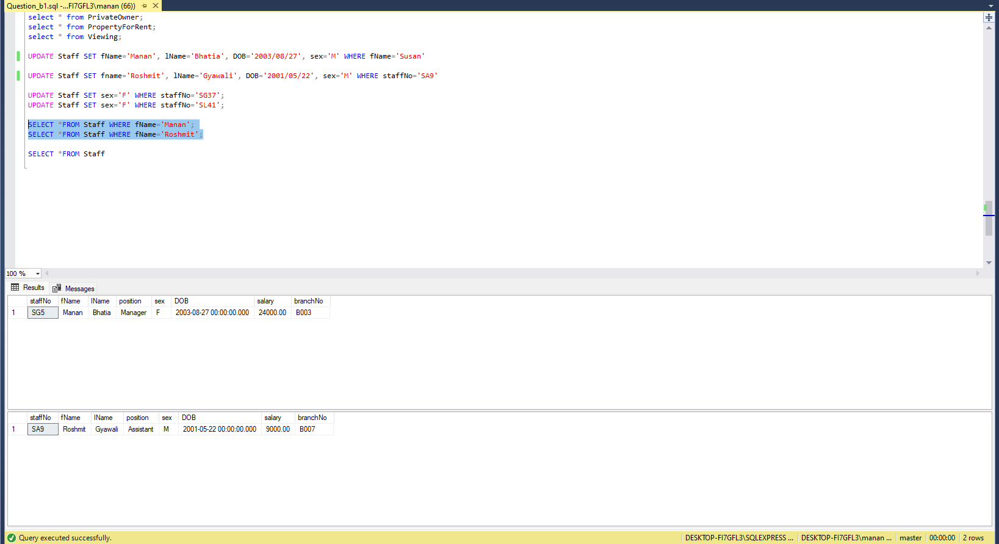 Question_b1.sql -...FI7GFL3\manan (66))
select * from PrivateOwner;
select * from PropertyForRent;
select * from Viewing;
UPDATE Staff SET fName='Manan', lName='Bhatia', DOB='2003/08/27', sex='M' WHERE fName='Susan'
UPDATE Staff SET fname='Roshmit', lName='Gyawali', DOB='2001/05/22', sex='M' WHERE staffNo='SA9'
UPDATE Staff SET sex='F' WHERE staffNo='SG37';
UPDATE Staff SET sex='F' WHERE staffNo='SL41';
SELECT *FROM Staff WHERE fName='Manan';
SELECT *FROM Staff WHERE fName='Roshmit';
SELECT *FROM Staff
100 %
Results Messages
staffNo fName lName position sex DOB salary branchNo
1 SG5 Manan Bhatia Manager F 2003-08-27 00:00:00.000 24000.00 B003
staffNo fName lName position sex DOB salary branchNo
1 SA9 Roshmit Gyawali Assistant M 2001-05-22 00:00:00.000 9000.00 B007
Query executed successfully. DESKTOP-FI7GFL3\SQLEXPRESS ... DESKTOP-FI7GFL3\manan ... master 00:00:00 2 rows